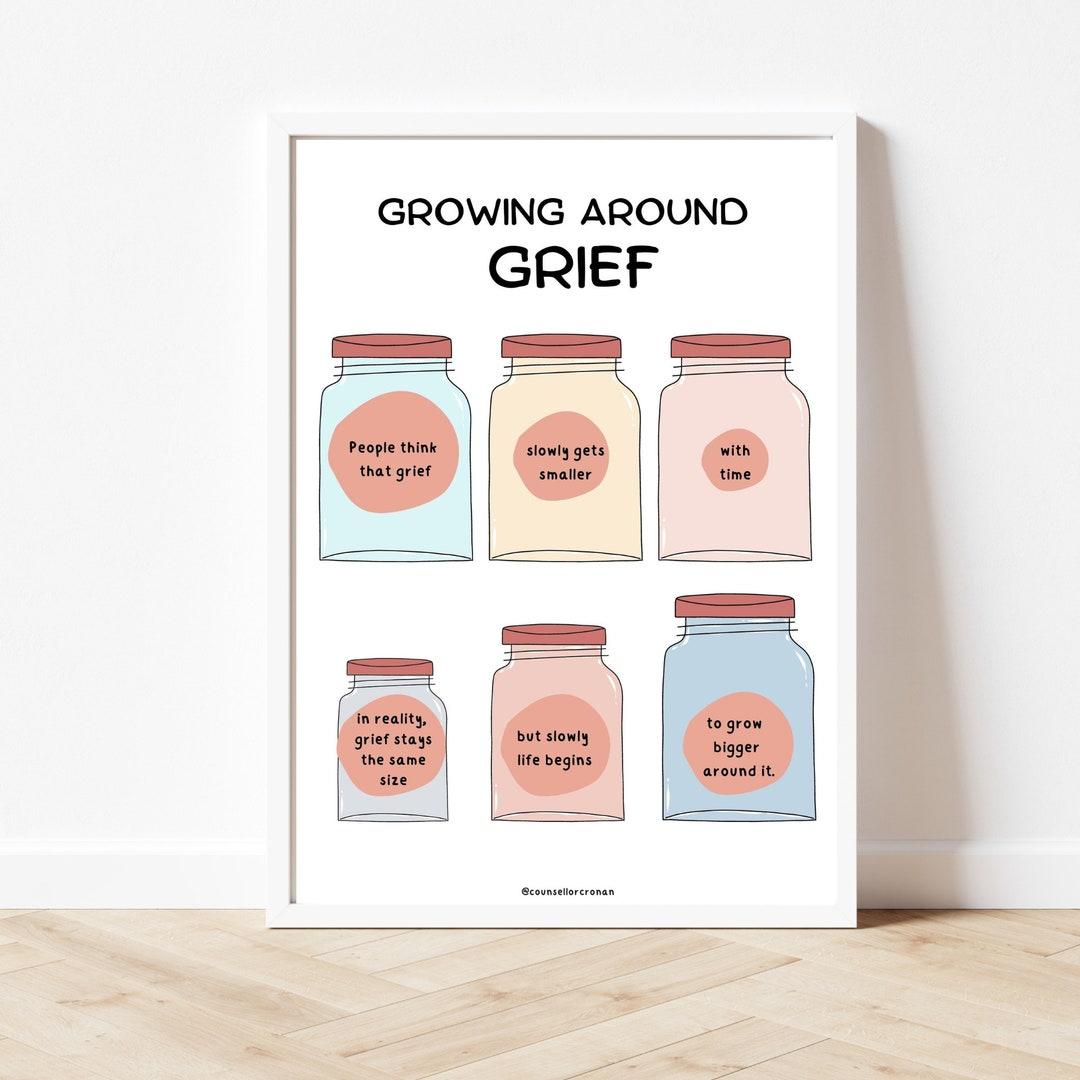 GROWING AROUND
GRIEF
People think
that grief
slowly gets
smaller
with
time
in reality,
grief stays
the same
size
but slowly
life begins
to grow
bigger
around it.
@counsellorcronan